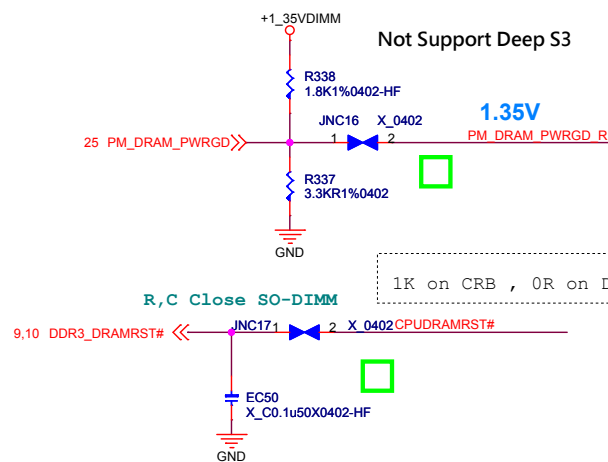 +1_35VDIMM
Not Support Deep S3
R338
1.8K1%0402-HF
JNC16 X_0402
1.35V
25 PM_DRAM_PWRGD
1 2
PM_DRAM_PWRGD_R
R337
3.3KR1%0402
GND
1K on CRB , 0R on D
R,C Close SO-DIMM
9,10 DDR3_DRAMRST#
JNC17 1 2 X_0402 CPUDRAMRST#
EC50
X_C0.1u50X0402-HF
GND